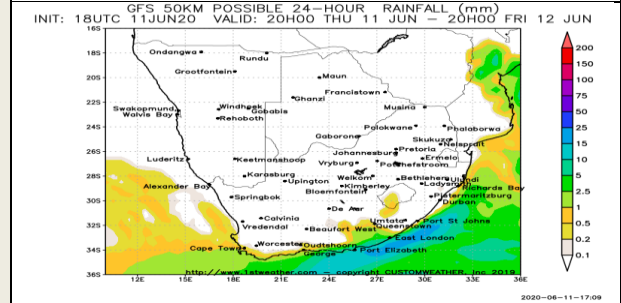 GFS 50KM POSSIBLE 24-HOUR RAINFALL (mm)
INIT: 18UTC 11JUN20 VALID: 20H00 THU 11 JUN - 20H00 FRI 12 JUN
16S
18S
20S
22S
24S
26S
28S
30S
32S
34S
36S
Ondangwa
Rundu
Grootfontein
Maun
Ghanzi
Francistown
Swakopmund
Walvis Bay
Windhoek
Gobabis
Rehoboth
Musina
Polokwane
Phalaborwa
Gaborone
Skukuza
Nelspruit
Pretoria
Johannesburg
Luderitz
Keetmanshoop
Vryburg
Potchefstroom
Ermelo
Karasburg
Upington
Welkom
Bethlehem
Ulundi
Ladysmith
Alexander Bay
Kimberley
Bloemfontein
Richards Bay
Springbok
Pietermaritzburg
Durban
De Aar
Calvinia
Vredendal
Umtata
Port St Johns
Queenstown
Beaufort West
East London
Cape Town
Worcester
Oudtshoorn
George
Port Elizabeth
http://www.1stweather.com - copyright CUSTOMWEATHER, Inc 2019
12E
15E
18E
21E
24E
27E
30E
33E
36E
200
150
100
75
50
25
15
10
5
2.5
1
0.5
0.2
0.1
2020-06-11-17:09